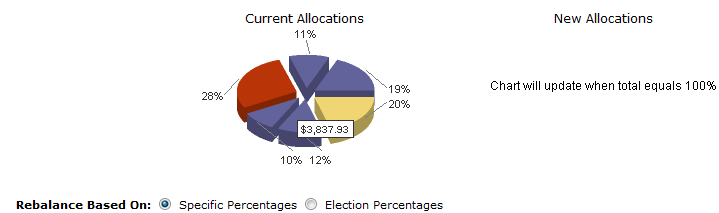 Current Allocations
New Allocations
11%
19%
28%
20%
$3,837.93
10%
12%
Chart will update when total equals 100%
Rebalance Based On: Specific Percentages Election Percentages